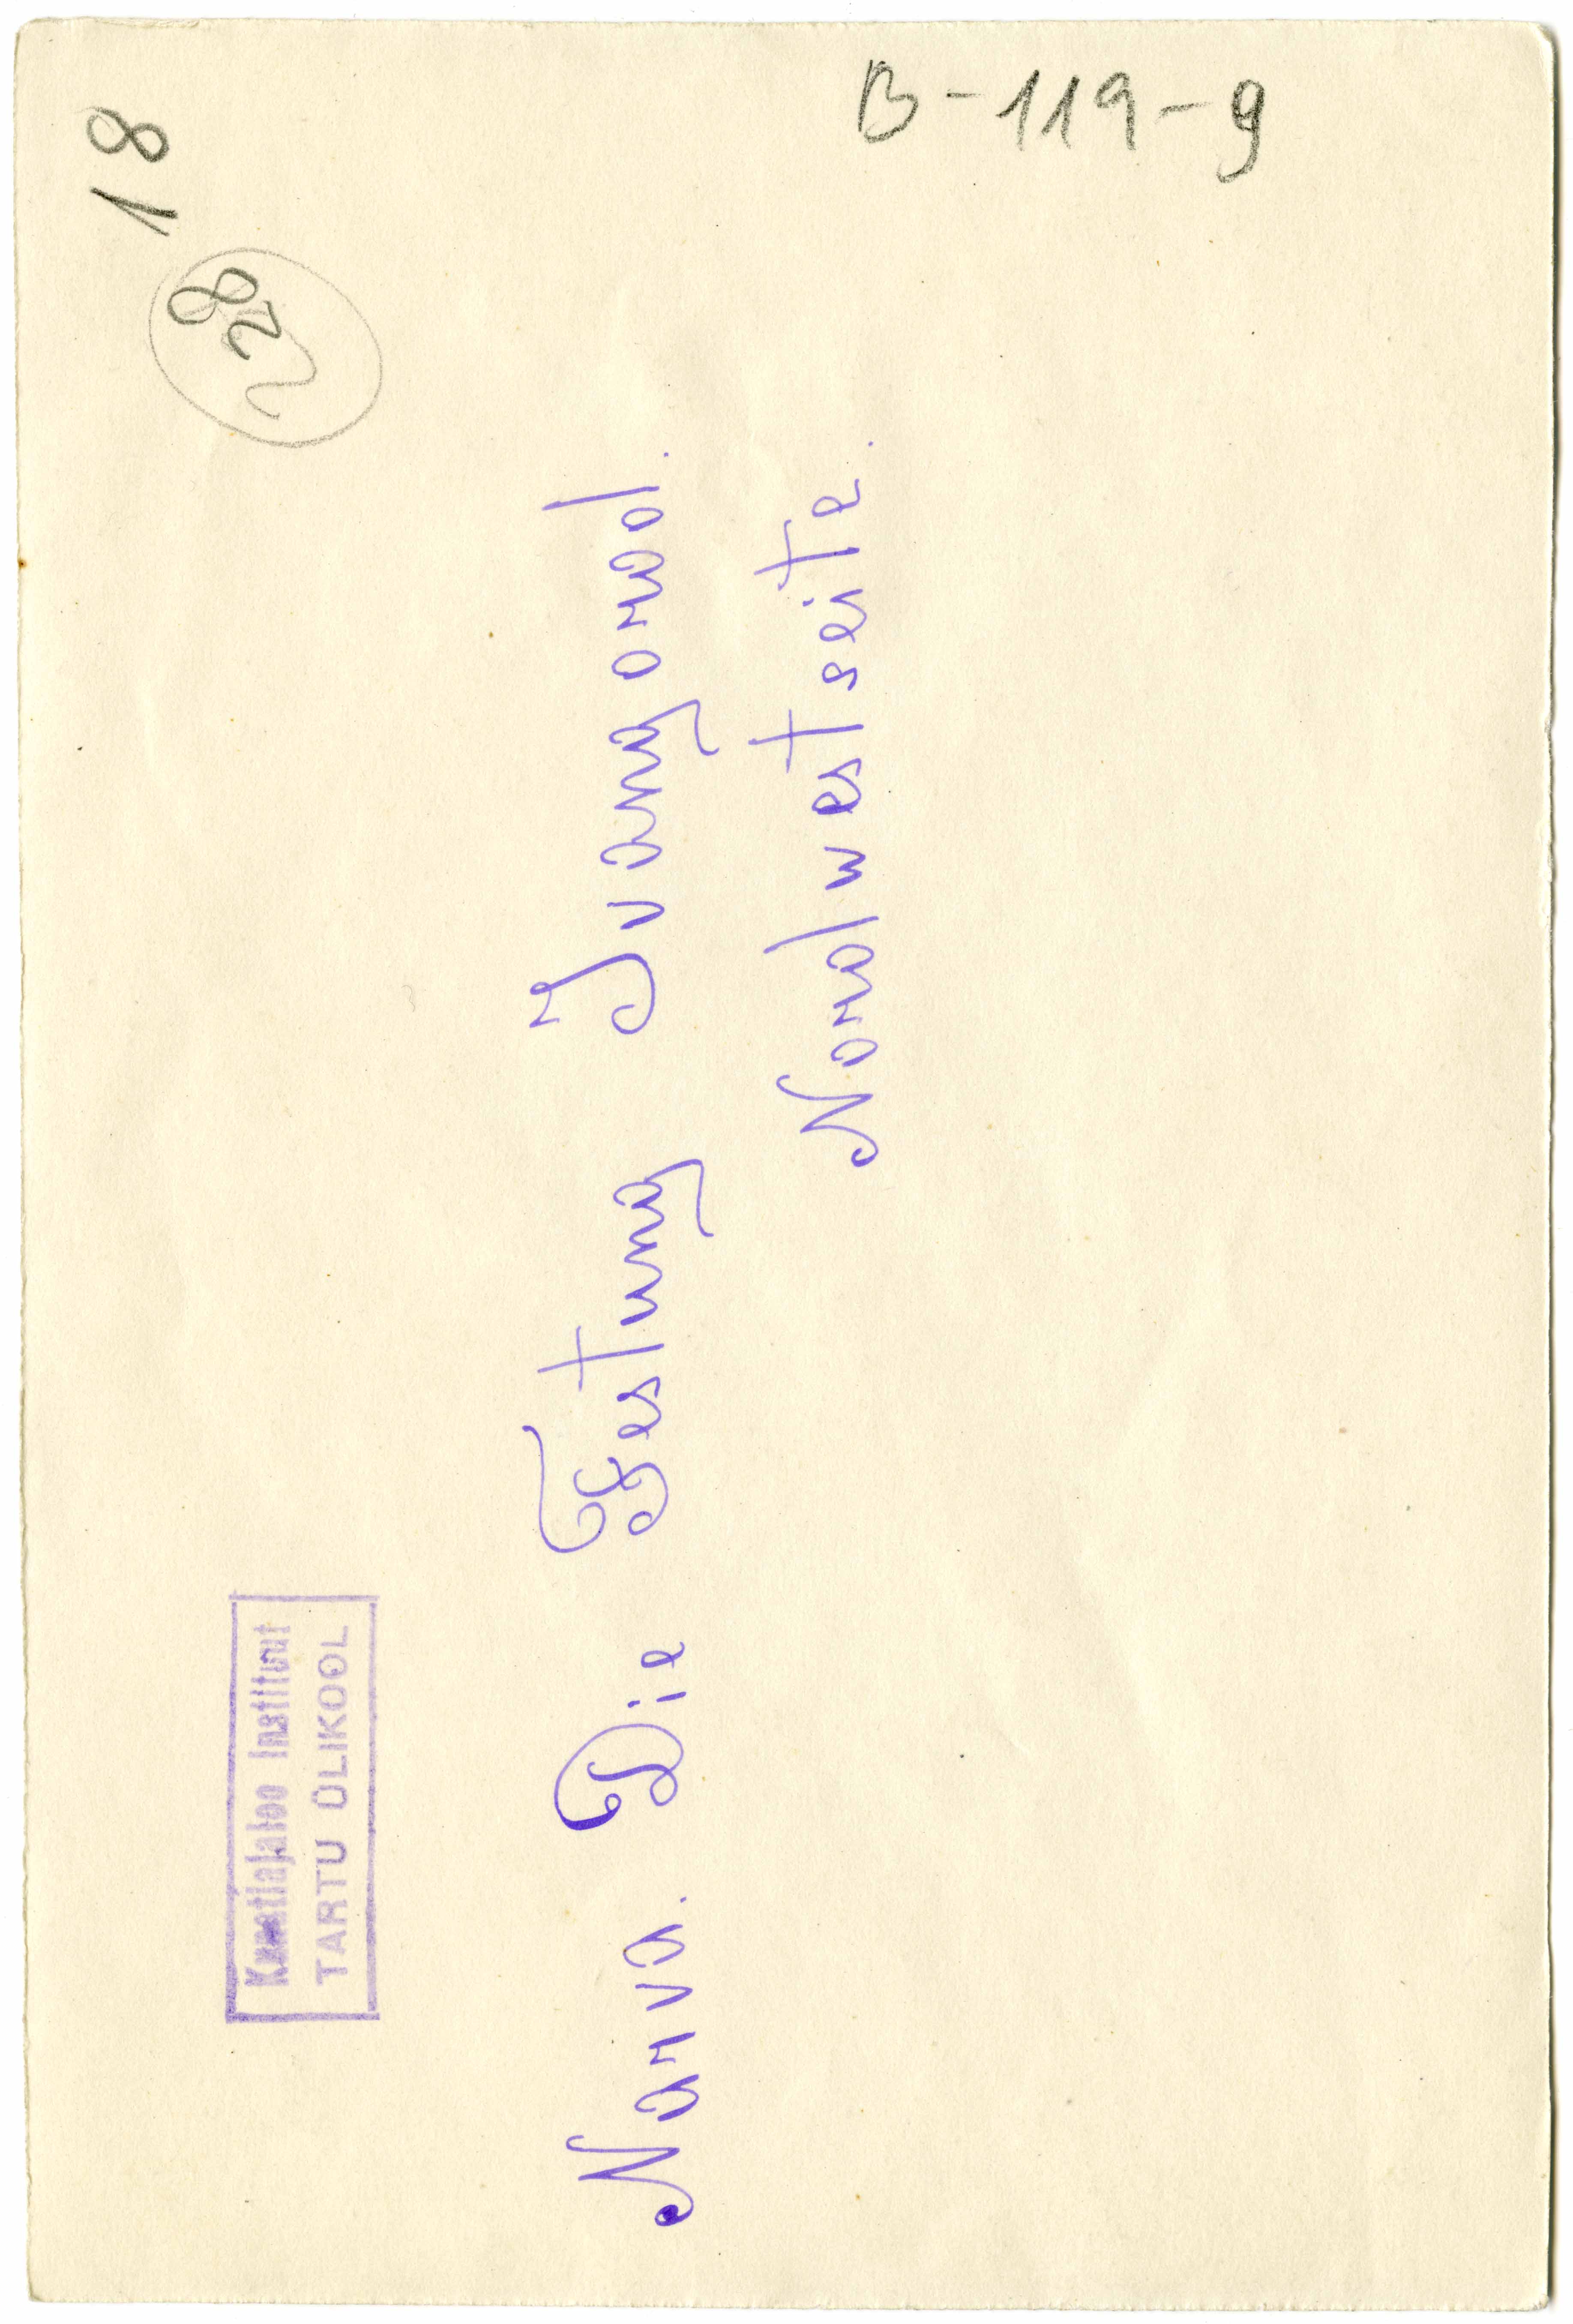 B-119-9
18
28
Kunstiajaloo Instituut
TARTU ÜLIKOOL
Narva. Die Festung Ivangorod.
Nordwestseite.